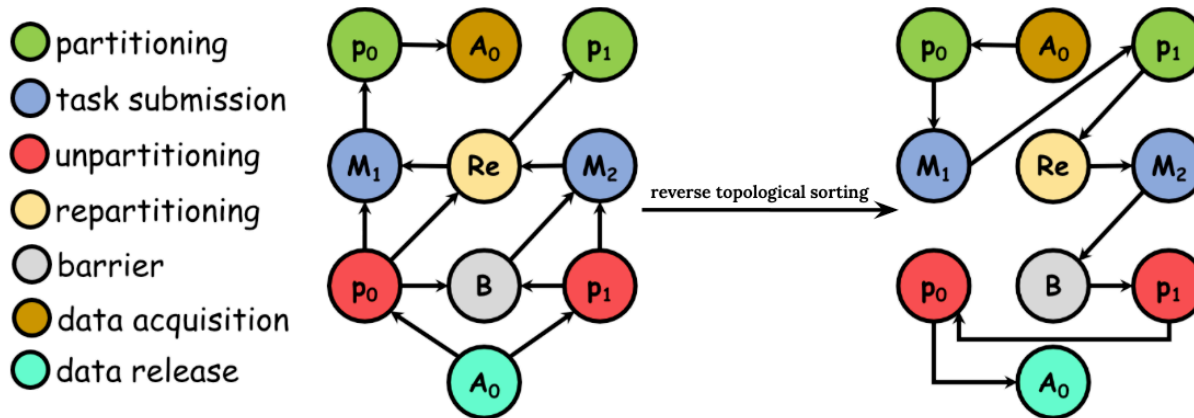 partitioning
task submission
unpartitioning
repartitioning
barrier
data acquisition
data release
p₀ A₀ p₁
M₁ Re M₂
p₀ B p₁
A₀
reverse topological sorting
p₀ A₀ p₁
M₁ Re M₂
p₀ B p₁
A₀